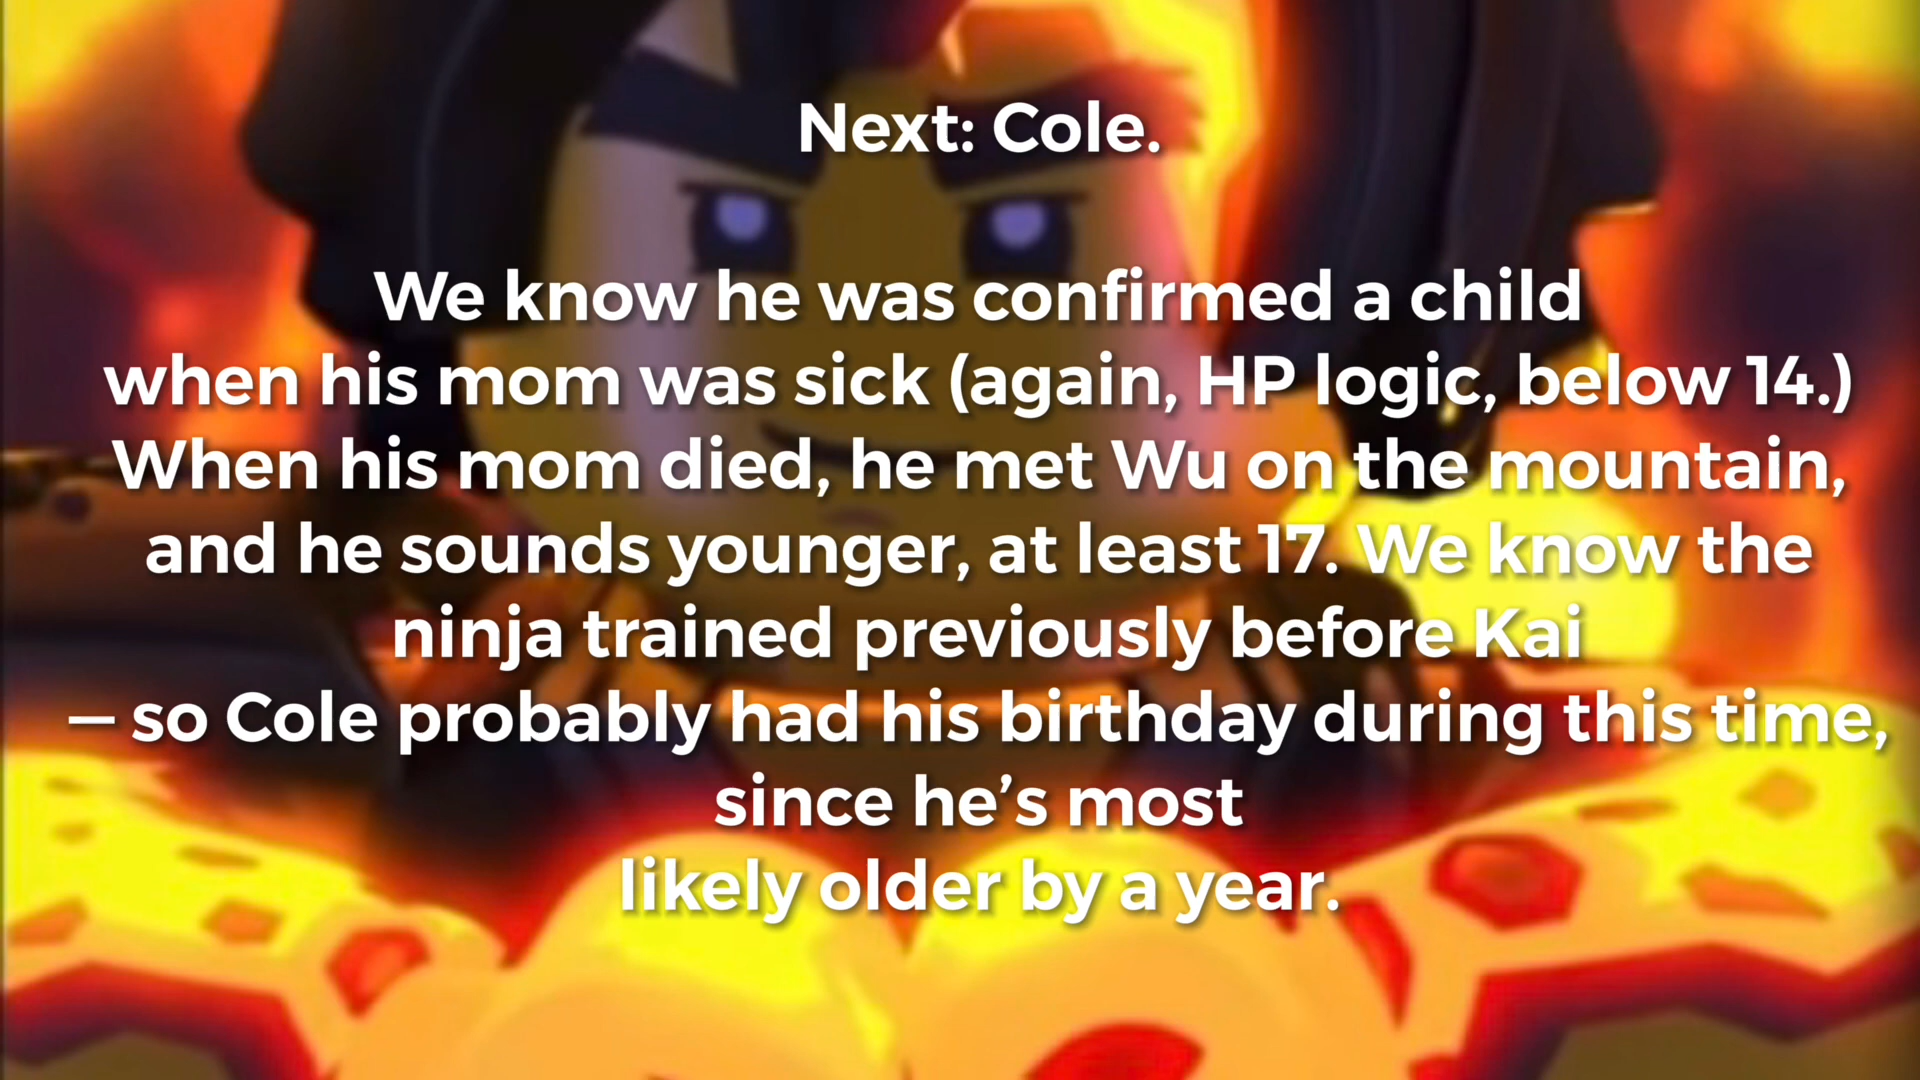 Next: Cole.
We know he was confirmed a child
when his mom was sick (again, HP logic, below 14.)
When his mom died, he met Wu on the mountain,
and he sounds younger, at least 17. We know the
ninja trained previously before Kai
— so Cole probably had his birthday during this time,
since he’s most
likely older by a year.